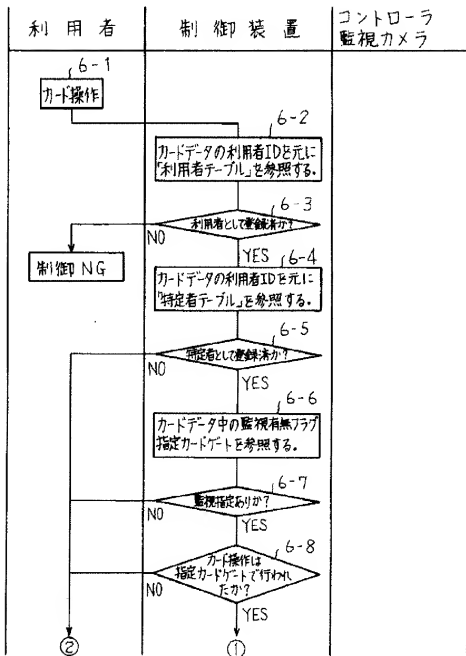 利用者
制御装置
コントローラ
監視カメラ
6-1
カード操作
6-2
カードデータの利用者IDを元に
「利用者テーブル」を参照する。
6-3
利用者として登録済か?
NO
YES
制御NG
6-4
カードデータの利用者IDを元に
「特定者テーブル」を参照する。
6-5
特定者として登録済か?
NO
YES
6-6
カードデータ中の監視有無フラグ
指定カードゲートを参照する。
6-7
監視指定ありか?
NO
YES
6-8
カード操作は
指定カードゲートで行われ
たか?
NO
YES
②
①